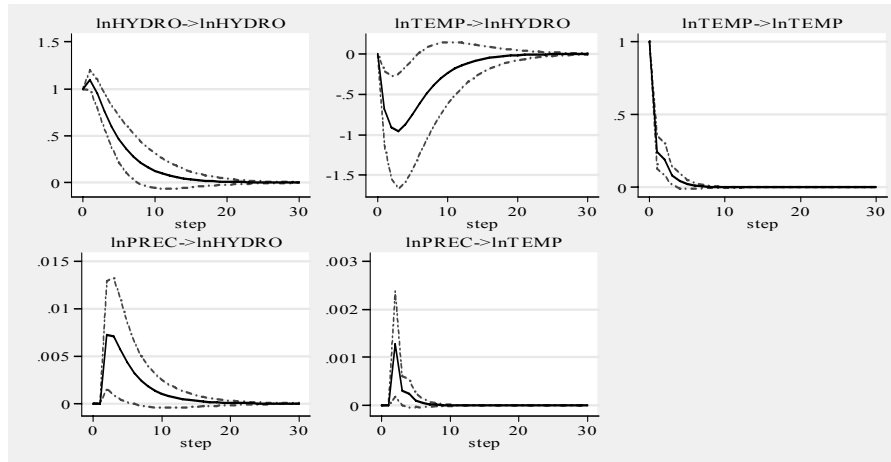 lnHYDRO->lnHYDRO
1.5
1
.5
0
0 10 20 30
step
lnTEMP->lnHYDRO
0
-.5
-1
-1.5
0 10 20 30
step
lnTEMP->lnTEMP
1
.5
0
0 10 20 30
step
lnPREC->lnHYDRO
.015
.01
.005
0
0 10 20 30
step
lnPREC->lnTEMP
.003
.002
.001
0
0 10 20 30
step